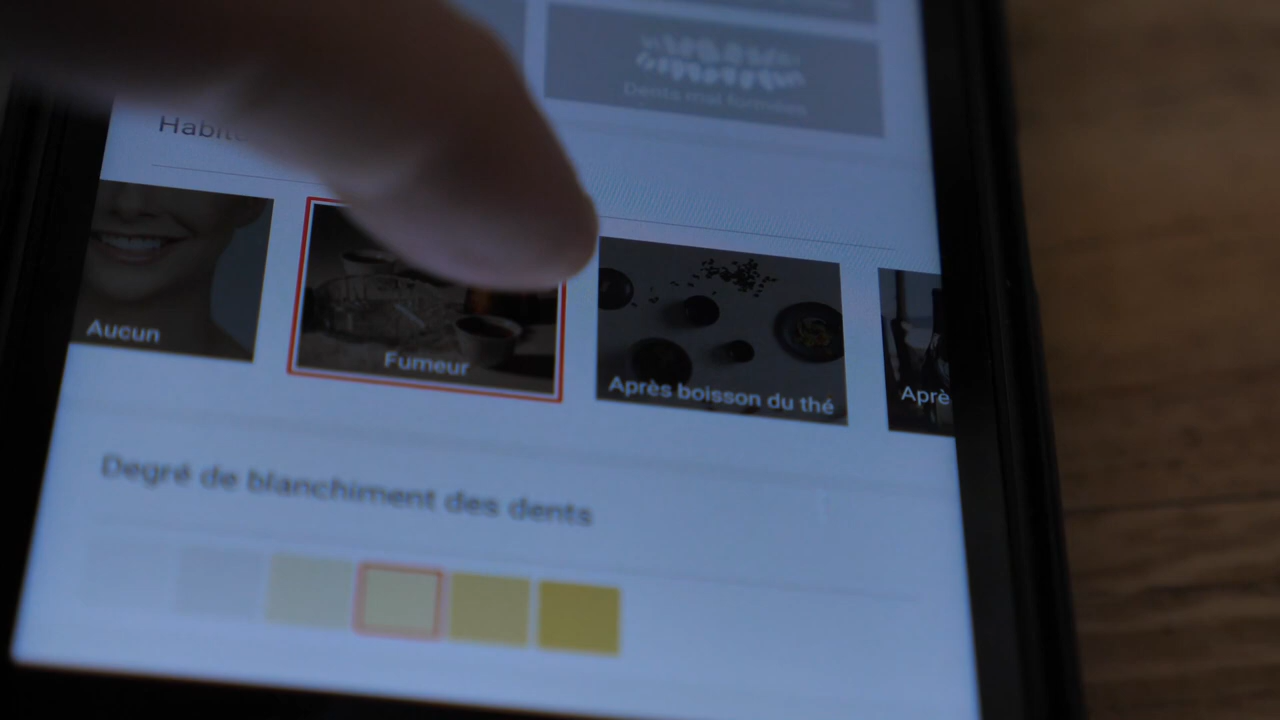 Dents mal formées
Aucun
Fumeur
Après boisson du thé
Degré de blanchiment des dents